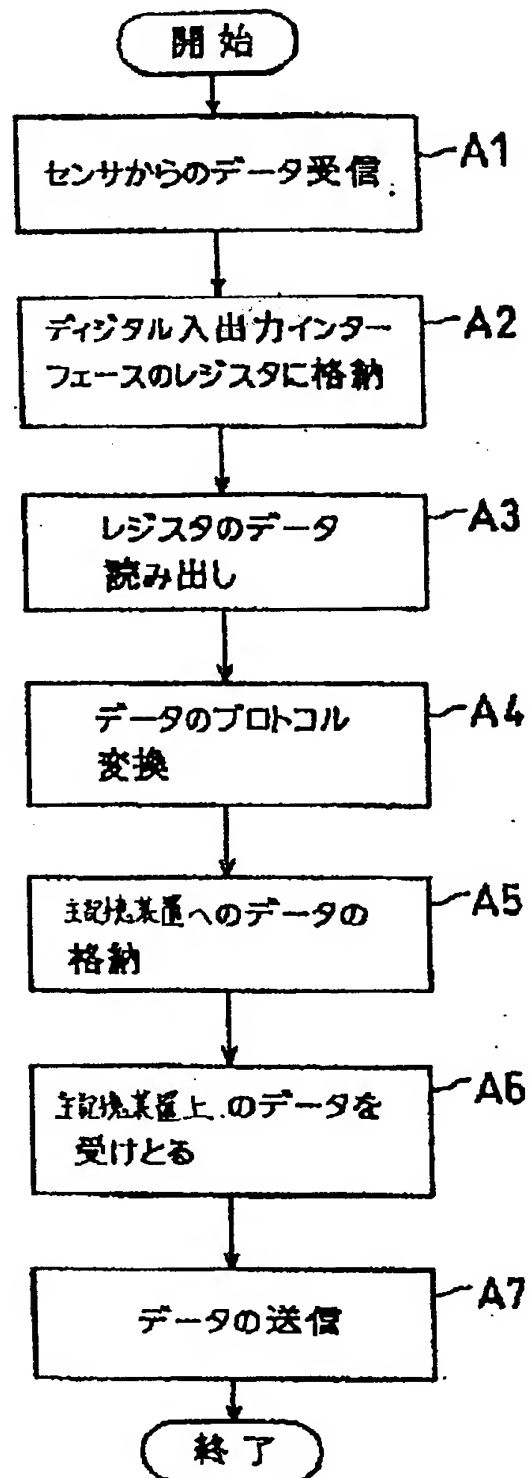 開始
センサからのデータ受信
A1
ディジタル入出力インター
フェースのレジスタに格納
A2
レジスタのデータ
読み出し
A3
データのプロトコル
変換
A4
主記憶装置へのデータの
格納
A5
主記憶装置上のデータを
受けとる
A6
データの送信
A7
終了